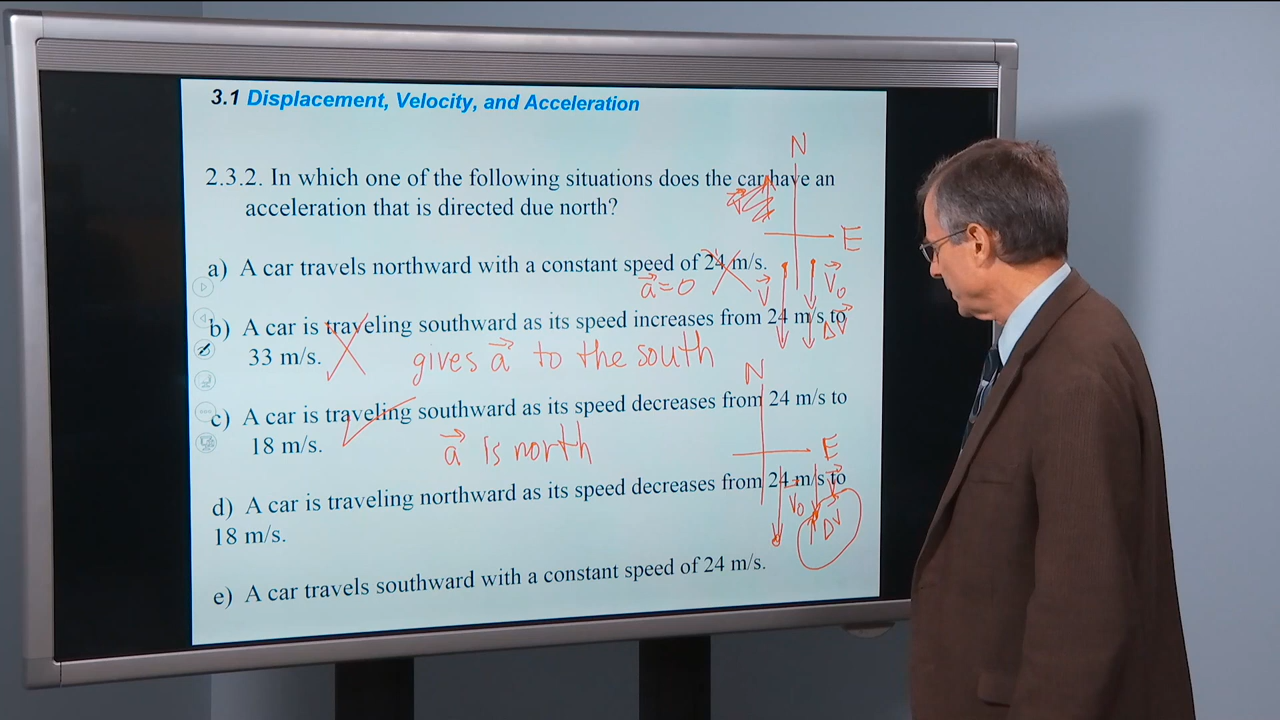 3.1 Displacement, Velocity, and Acceleration
N
2.3.2. In which one of the following situations does the car have an
acceleration that is directed due north?
E
a) A car travels northward with a constant speed of 24 m/s.
a = 0
V
V0
b) A car is traveling southward as its speed increases from 24 m/s to
33 m/s.
ΔV
gives a to the south
N
c) A car is traveling southward as its speed decreases from 24 m/s to
18 m/s.
a is north
E
d) A car is traveling northward as its speed decreases from 24 m/s to
18 m/s.
V0
V
ΔV
e) A car travels southward with a constant speed of 24 m/s.